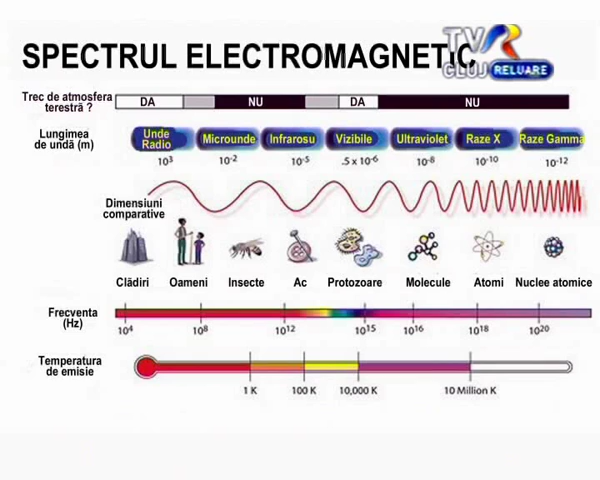 SPECTRUL ELECTROMAGNETIC
TVR
CLUJ RELUARE
Trec de atmosfera
terestră ?
DA NU DA NU
Lungimea
de undă (m)
Unde
Radio
Microunde Infrarosu Vizibile Ultraviolet Raze X Raze Gamma
10³ 10⁻² 10⁻⁵ .5 x 10⁻⁶ 10⁻⁸ 10⁻¹⁰ 10⁻¹²
Dimensiuni
comparative
Clădiri Oameni Insecte Ac Protozoare Molecule Atomi Nuclee atomice
Frecventa
(Hz)
10⁴ 10⁸ 10¹² 10¹⁵ 10¹⁶ 10¹⁸ 10²⁰
Temperatura
de emisie
1 K 100 K 10,000 K 10 Million K